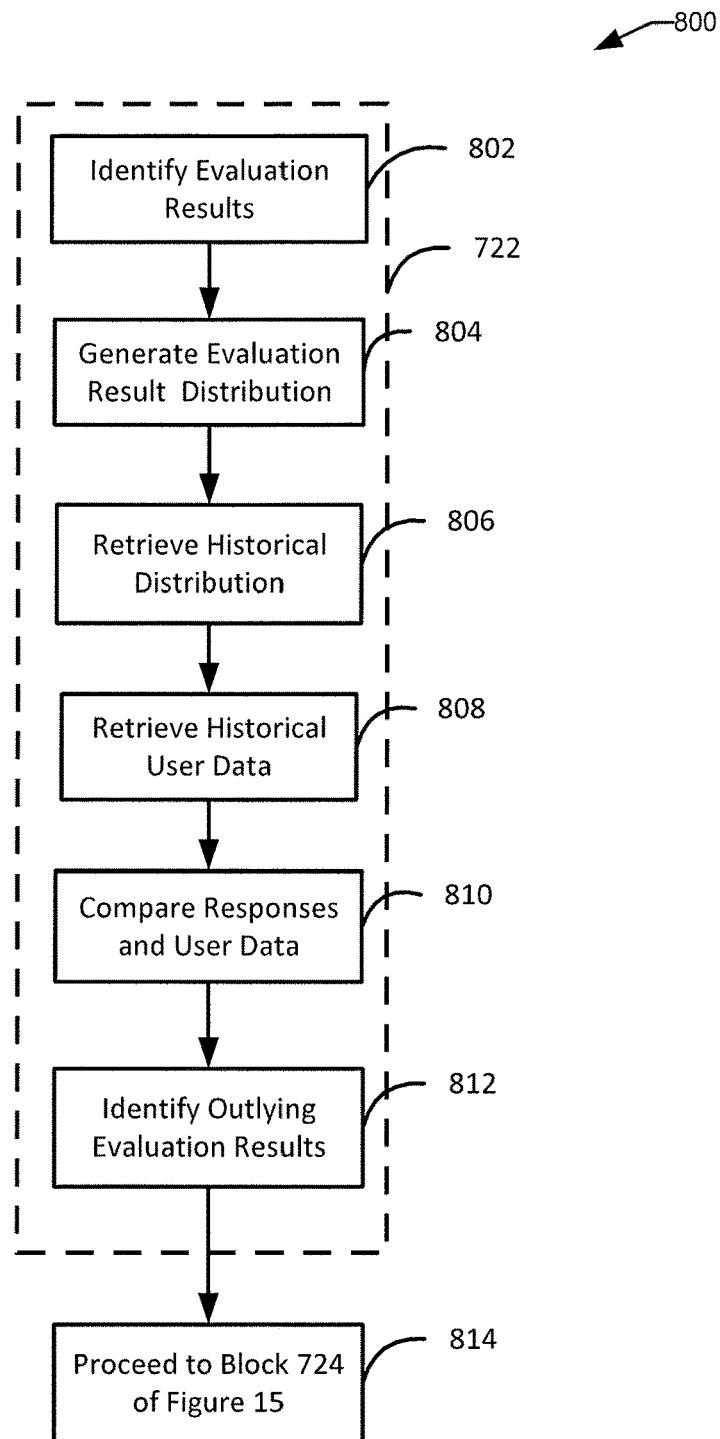 800
Identify Evaluation
Results
802
722
Generate Evaluation
Result Distribution
804
Retrieve Historical
Distribution
806
Retrieve Historical
User Data
808
Compare Responses
and User Data
810
Identify Outlying
Evaluation Results
812
Proceed to Block 724
of Figure 15
814